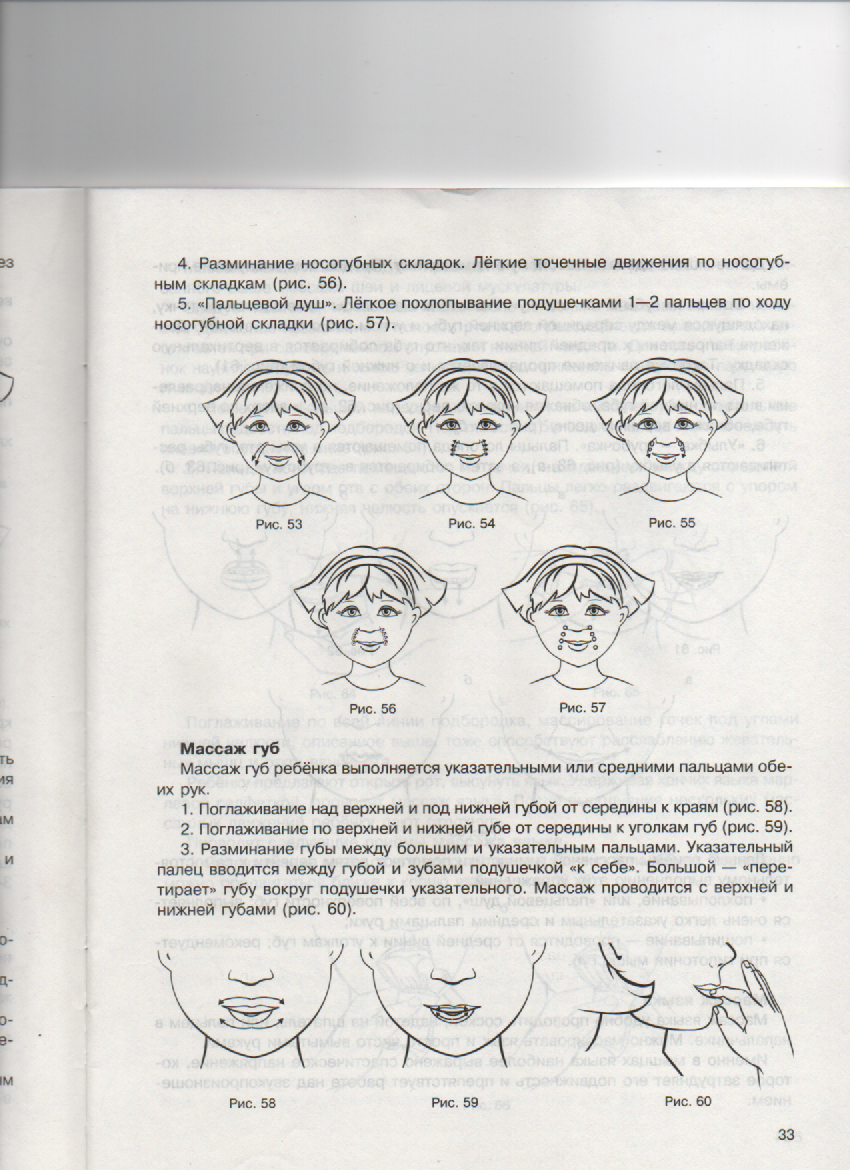 4. Разминание носогубных складок. Лёгкие точечные движения по носогуб-
ным складкам (рис. 56).
5. «Пальцевой душ». Лёгкое похлопывание подушечками 1—2 пальцев по ходу
носогубной складки (рис. 57).
Рис. 53
Рис. 54
Рис. 55
Рис. 56
Рис. 57
Массаж губ
Массаж губ ребёнка выполняется указательными или средними пальцами обе-
их рук.
1. Поглаживание над верхней и под нижней губой от середины к краям (рис. 58).
2. Поглаживание по верхней и нижней губе от середины к уголкам губ (рис. 59).
3. Разминание губы между большим и указательным пальцами. Указательный
палец вводится между губой и зубами подушечкой «к себе». Большой — «пере-
тирает» губу вокруг подушечки указательного. Массаж проводится с верхней и
нижней губами (рис. 60).
Рис. 58
Рис. 59
Рис. 60
33